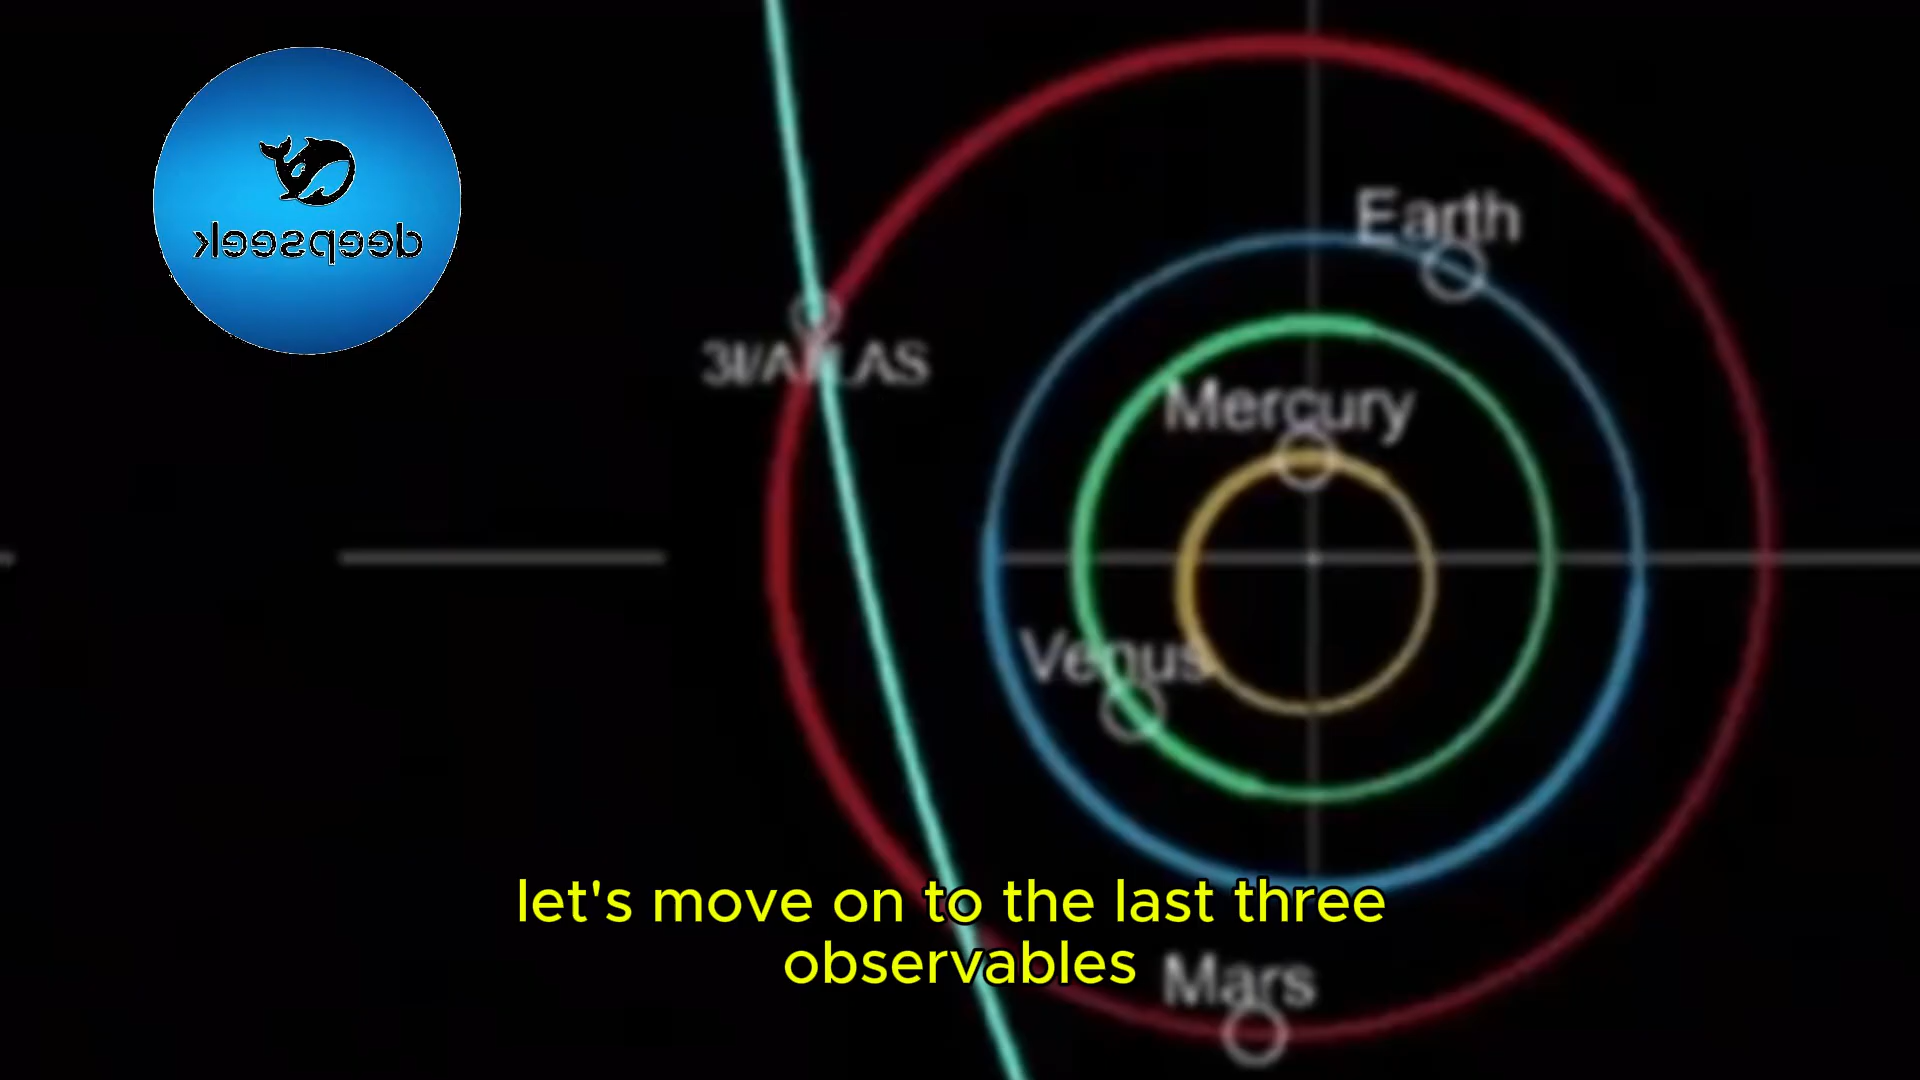 deepseek
Earth
3I/ATLAS
Mercury
Venus
let's move on to the last three
observables
Mars